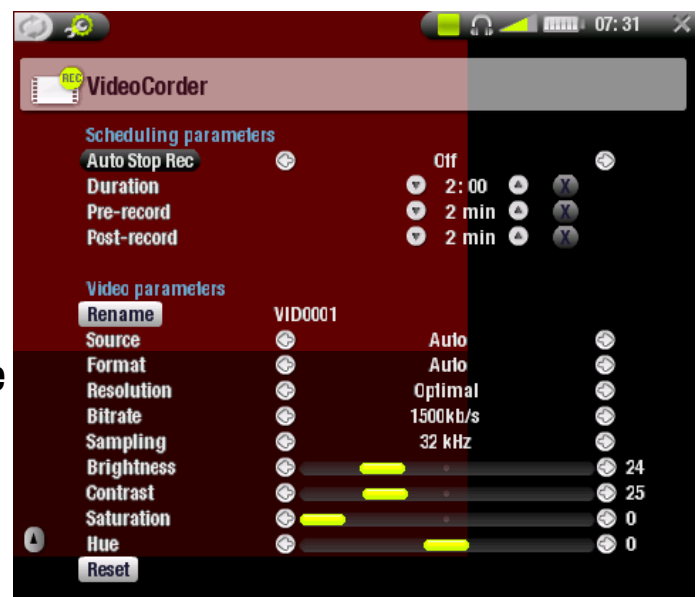 07:31
REC
VideoCorder
Scheduling parameters
Auto Stop Rec Off
Duration 2:00 X
Pre-record 2 min X
Post-record 2 min X
Video parameters
Rename VID0001
Source Auto
Format Auto
e
Resolution Optimal
Bitrate 1500kb/s
Sampling 32 kHz
Brightness 24
Contrast 25
Saturation 0
Hue 0
Reset